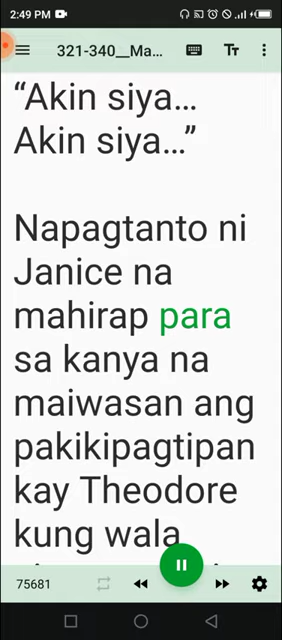 2:49 PM
321-340__Ma...
“Akin siya...
Akin siya...”
Napagtanto ni
Janice na
mahirap para
sa kanya na
maiwasan ang
pakikipagtipan
kay Theodore
kung wala
75681